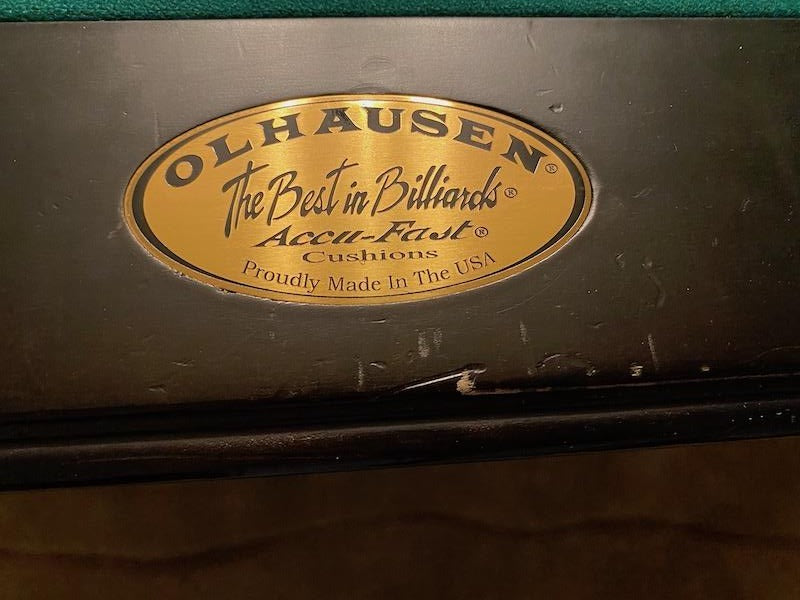 OLHAUSEN®
The Best in Billiards®
Accu-Fast®
Cushions
Proudly Made In The USA